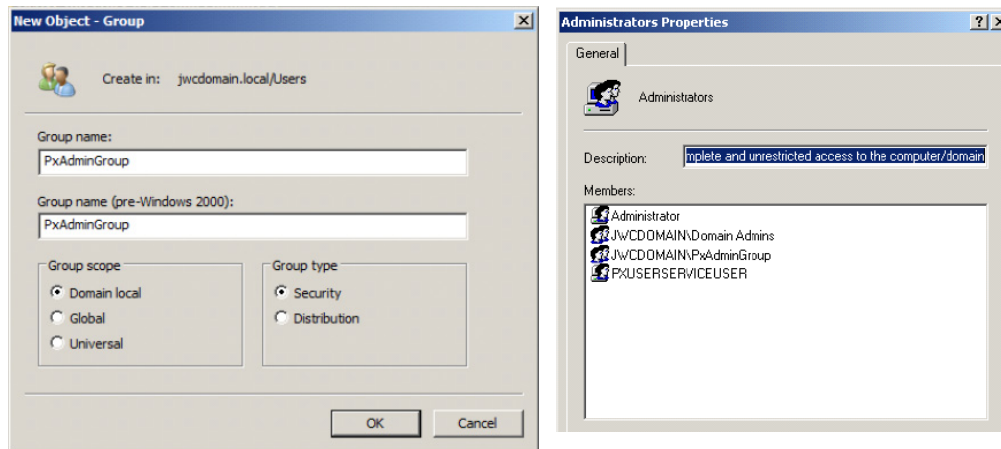 New Object - Group
Create in: jwcdomain.local/Users
Group name:
PxAdminGroup
Group name (pre-Windows 2000):
PxAdminGroup
Group scope
Domain local
Global
Universal
Group type
Security
Distribution
OK
Cancel
Administrators Properties
General
Administrators
Description: mplete and unrestricted access to the computer/domain
Members:
Administrator
JWCDOMAIN\Domain Admins
JWCDOMAIN\PxAdminGroup
PXUSERSERVICEUSER